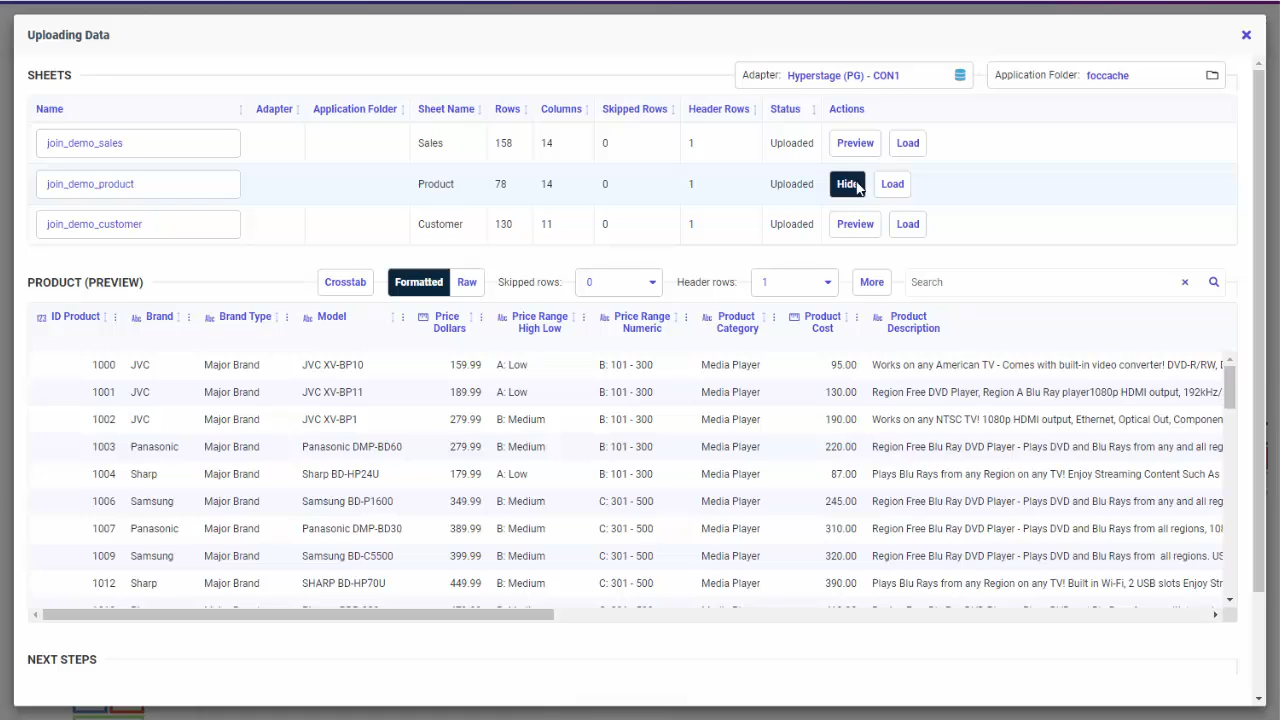 Uploading Data
SHEETS
Adapter: Hyperstage (PG) - CON1
Application Folder: foccache
Name Adapter Application Folder Sheet Name Rows Columns Skipped Rows Header Rows Status Actions
join_demo_sales Sales 158 14 0 1 Uploaded Preview Load
join_demo_product Product 78 14 0 1 Uploaded Hide Load
join_demo_customer Customer 130 11 0 1 Uploaded Preview Load
PRODUCT (PREVIEW) Crosstab Formatted Raw Skipped rows: 0 Header rows: 1 More Search
123 ID Product Abc Brand Abc Brand Type Abc Model Price Dollars Abc Price Range High Low Abc Price Range Numeric Abc Product Category Product Cost Abc Product Description
1000 JVC Major Brand JVC XV-BP10 159.99 A: Low B: 101 - 300 Media Player 95.00 Works on any American TV - Comes with built-in video converter! DVD-R/RW,
1001 JVC Major Brand JVC XV-BP11 189.99 A: Low B: 101 - 300 Media Player 130.00 Region Free DVD Player, Region A Blu Ray player1080p HDMI output, 192kHz/
1002 JVC Major Brand JVC XV-BP1 279.99 B: Medium B: 101 - 300 Media Player 190.00 Works on any NTSC TV! 1080p HDMI output, Ethernet, Optical Out, Componen
1003 Panasonic Major Brand Panasonic DMP-BD60 279.99 B: Medium B: 101 - 300 Media Player 220.00 Region Free Blu Ray DVD Player - Plays DVD and Blu Rays from any and all reg
1004 Sharp Major Brand Sharp BD-HP24U 179.99 A: Low B: 101 - 300 Media Player 87.00 Plays Blu Rays from any Region on any TV! Enjoy Streaming Content Such As
1006 Samsung Major Brand Samsung BD-P1600 349.99 B: Medium C: 301 - 500 Media Player 245.00 Region Free Blu Ray DVD Player - Plays DVD and Blu Rays from any and all reg
1007 Panasonic Major Brand Panasonic DMP-BD30 389.99 B: Medium C: 301 - 500 Media Player 310.00 Region Free Blu Ray DVD Player - Plays DVD and Blu Rays from all regions, 108
1009 Samsung Major Brand Samsung BD-C5500 399.99 B: Medium C: 301 - 500 Media Player 320.00 Region Free Blu Ray DVD Player - Plays DVD and Blu Rays from all regions. US
1012 Sharp Major Brand SHARP BD-HP70U 449.99 B: Medium C: 301 - 500 Media Player 390.00 Plays Blu Rays from any Region on any TV! Built in Wi-Fi, 2 USB slots Enjoy Str
NEXT STEPS